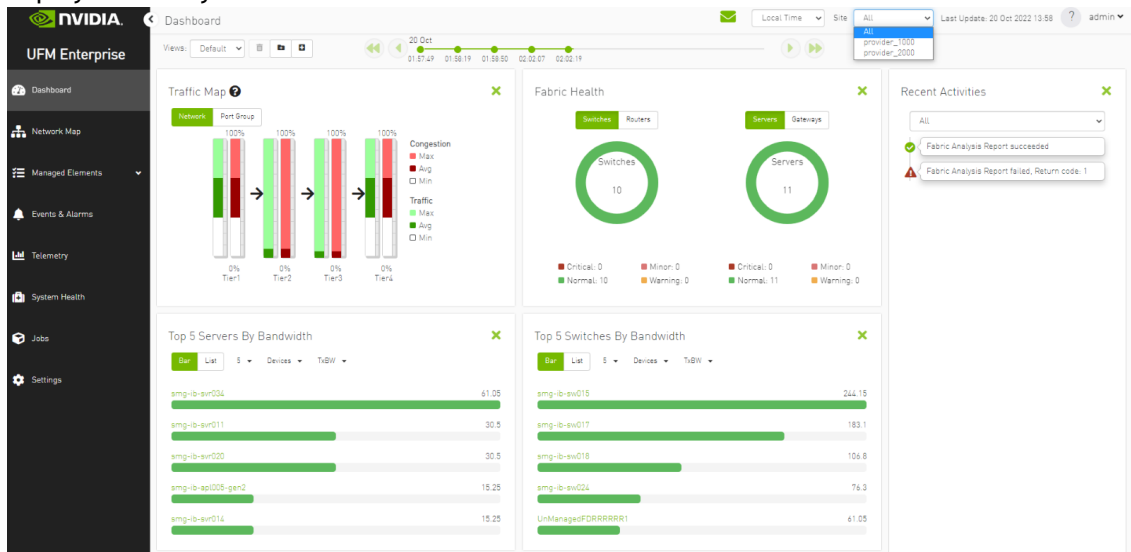 NVIDIA.
Dashboard
Local Time
Site
All
Last Update: 20 Oct 2022 13:58
?
admin
All
provider_1000
provider_2000
UFM Enterprise
Views:
Default
20 Oct
01:57:49
01:58:19
01:58:50
02:02:07
02:02:19
Dashboard
Network Map
Managed Elements
Events & Alarms
Telemetry
System Health
Jobs
Settings
Traffic Map
Network
Port Group
100%
100%
100%
100%
Congestion
Max
Avg
Min
Traffic
Max
Avg
Min
0%
0%
0%
0%
Tier1
Tier2
Tier3
Tier4
Fabric Health
Switches
Routers
Servers
Gateways
Switches
10
Servers
11
Critical: 0
Minor: 0
Normal: 10
Warning: 0
Critical: 0
Minor: 0
Normal: 11
Warning: 0
Recent Activities
All
Fabric Analysis Report succeeded
Fabric Analysis Report failed, Return code: 1
Top 5 Servers By Bandwidth
Bar
List
5
Devices
TxBW
smg-ib-svr034
61.05
smg-ib-svr011
30.5
smg-ib-svr020
30.5
smg-ib-apl005-gen2
15.25
smg-ib-svr014
15.25
Top 5 Switches By Bandwidth
Bar
List
5
Devices
TxBW
smg-ib-sw015
244.15
smg-ib-sw017
183.1
smg-ib-sw018
106.8
smg-ib-sw024
76.3
UnManagedFDRRRRRR1
61.05